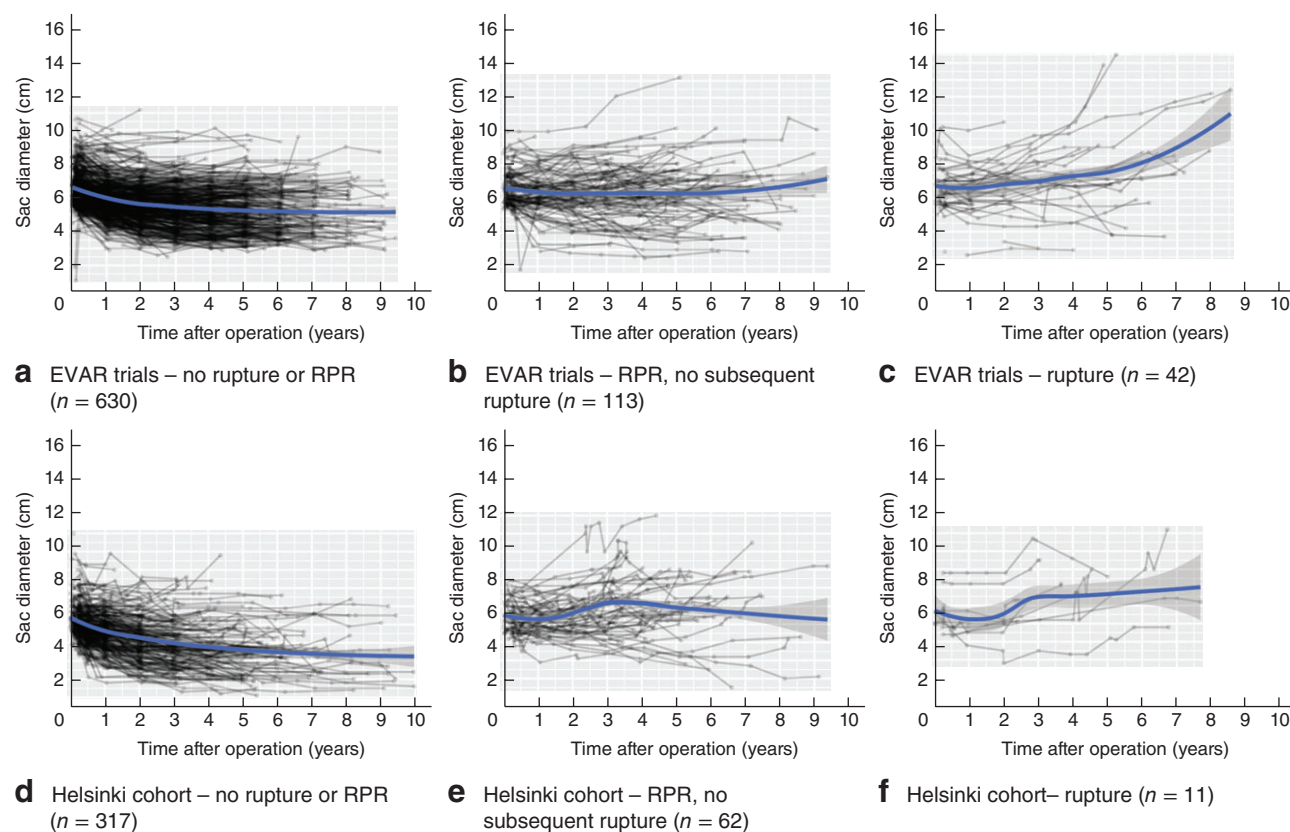 16
14
12
10
8
6
4
2
Sac diameter (cm)
0 1 2 3 4 5 6 7 8 9 10
Time after operation (years)
a EVAR trials – no rupture or RPR
(n = 630)
16
14
12
10
8
6
4
2
Sac diameter (cm)
0 1 2 3 4 5 6 7 8 9 10
Time after operation (years)
b EVAR trials – RPR, no subsequent
rupture (n = 113)
16
14
12
10
8
6
4
2
Sac diameter (cm)
0 1 2 3 4 5 6 7 8 9 10
Time after operation (years)
c EVAR trials – rupture (n = 42)
16
14
12
10
8
6
4
2
Sac diameter (cm)
0 1 2 3 4 5 6 7 8 9 10
Time after operation (years)
d Helsinki cohort – no rupture or RPR
(n = 317)
16
14
12
10
8
6
4
2
Sac diameter (cm)
0 1 2 3 4 5 6 7 8 9 10
Time after operation (years)
e Helsinki cohort – RPR, no
subsequent rupture (n = 62)
16
14
12
10
8
6
4
2
Sac diameter (cm)
0 1 2 3 4 5 6 7 8 9 10
Time after operation (years)
f Helsinki cohort– rupture (n = 11)